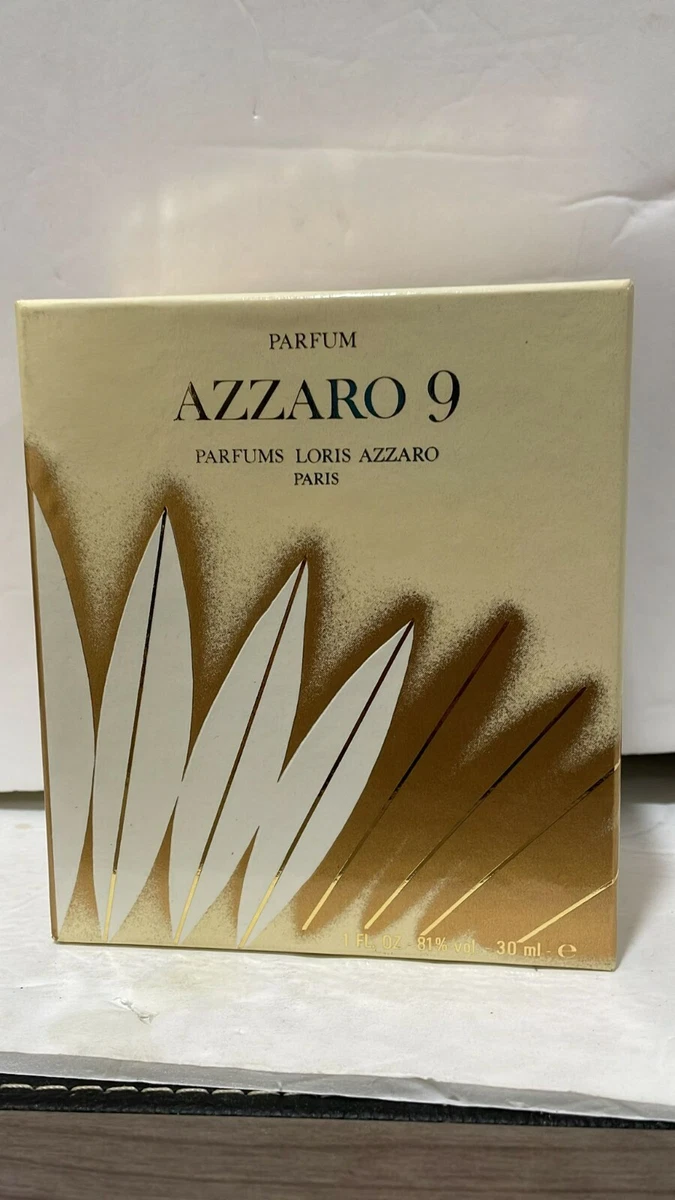 PARFUM
AZZARO 9
PARFUMS LORIS AZZARO
PARIS
1 FL. OZ - 81% vol - 30 ml - ℮